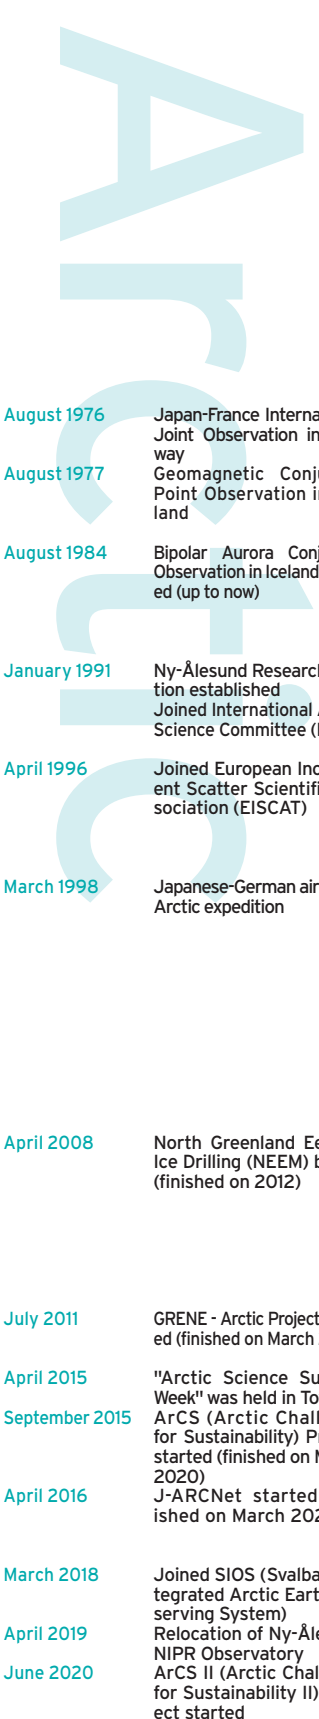 Arctic
August 1976 Japan-France Interna
Joint Observation in
way
August 1977 Geomagnetic Conju
Point Observation i
land
August 1984 Bipolar Aurora Conj
Observation in Iceland
ed (up to now)
January 1991 Ny-Ålesund Research
tion established
Joined International
Science Committee (
April 1996 Joined European Inc
ent Scatter Scientifi
sociation (EISCAT)
March 1998 Japanese-German air
Arctic expedition
April 2008 North Greenland Ee
Ice Drilling (NEEM)
(finished on 2012)
July 2011 GRENE - Arctic Project
ed (finished on March
April 2015 "Arctic Science Su
Week" was held in To
September 2015 ArCS (Arctic Chall
for Sustainability) P
started (finished on
2020)
April 2016 J-ARCNet started
ished on March 202
March 2018 Joined SIOS (Svalba
tegrated Arctic Eart
serving System)
April 2019 Relocation of Ny-Åle
NIPR Observatory
June 2020 ArCS II (Arctic Chal
for Sustainability II)
ect started